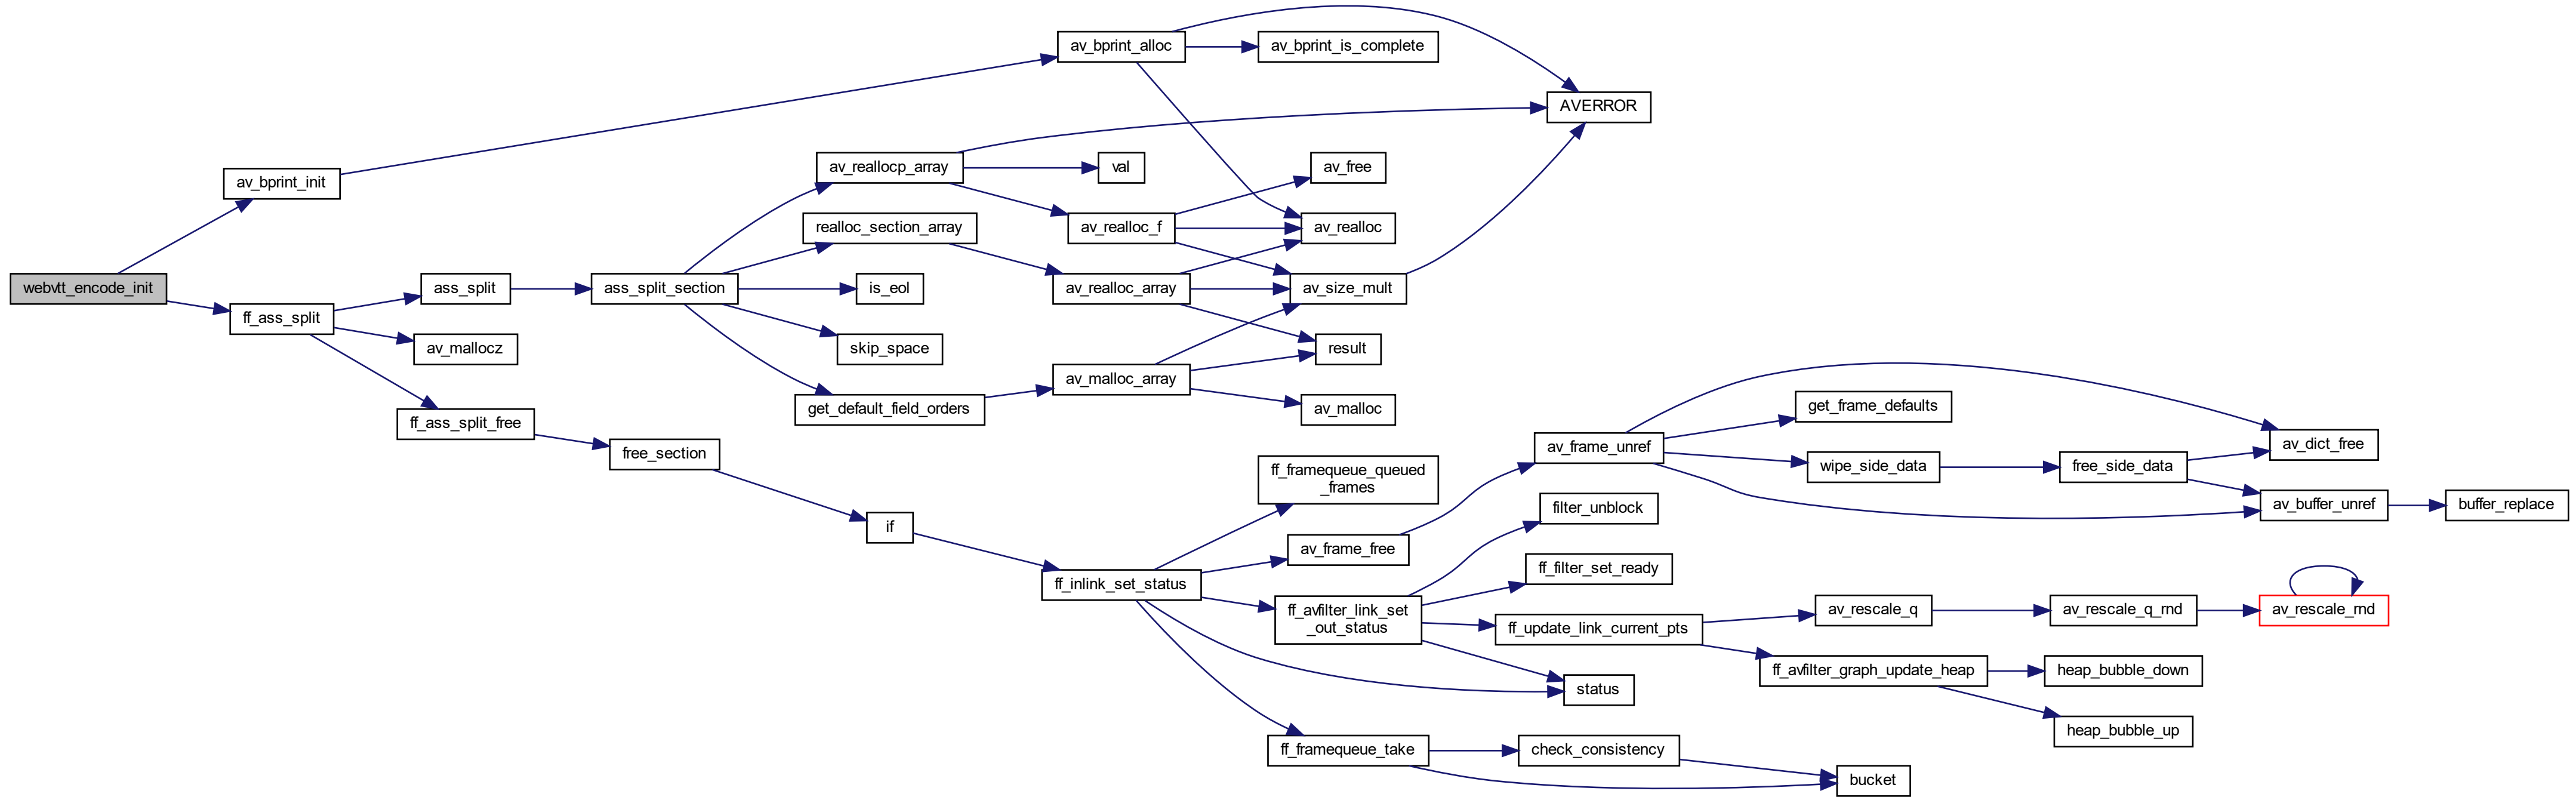 webvtt_encode_init
av_bprint_init
av_bprint_alloc
av_bprint_is_complete
AVERROR
av_realloc
ff_ass_split
ass_split
ass_split_section
av_reallocp_array
val
av_realloc_f
av_free
av_size_mult
realloc_section_array
av_realloc_array
result
is_eol
skip_space
get_default_field_orders
av_malloc_array
av_malloc
av_mallocz
ff_ass_split_free
free_section
if
ff_inlink_set_status
ff_framequeue_queued
_frames
av_frame_free
av_frame_unref
get_frame_defaults
wipe_side_data
free_side_data
av_dict_free
av_buffer_unref
buffer_replace
ff_avfilter_link_set
_out_status
filter_unblock
ff_filter_set_ready
ff_update_link_current_pts
av_rescale_q
av_rescale_q_rnd
av_rescale_rnd
ff_avfilter_graph_update_heap
heap_bubble_down
heap_bubble_up
status
ff_framequeue_take
check_consistency
bucket